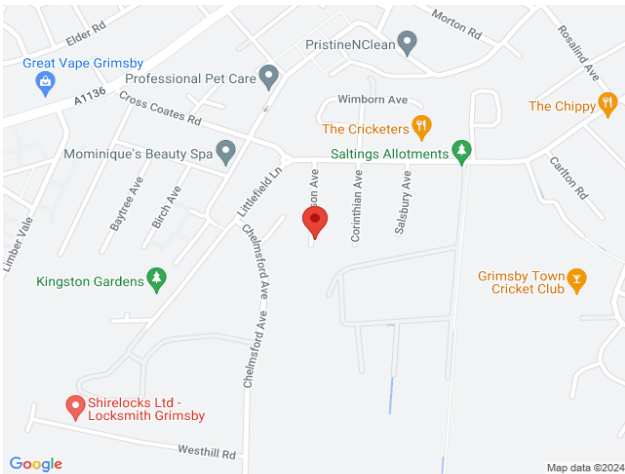 Elder Rd
Morton Rd
Rosalind Ave
PristineNClean
Great Vape Grimsby
Professional Pet Care
A1136
Cross Coates Rd
Wimborn Ave
The Chippy
The Cricketers
Mominique's Beauty Spa
Saltings Allotments
Littlefield Ln
Carlton Rd
Baytree Ave
Birch Ave
son Ave
Corinthian Ave
Salsbury Ave
Limber Vale
Chelmsford Ave
Kingston Gardens
Grimsby Town
Cricket Club
Chelmsford Ave
Shirelocks Ltd -
Locksmith Grimsby
Westhill Rd
Google
Map data ©2024